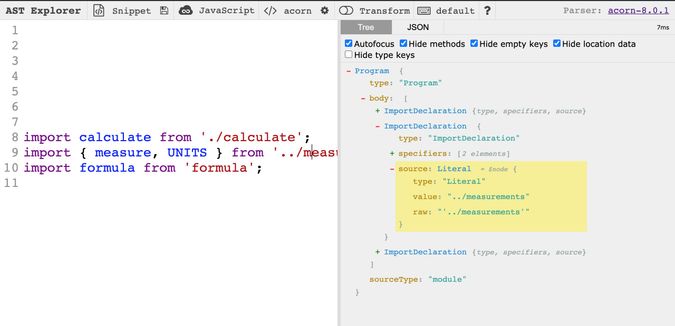 AST Explorer Snippet JavaScript </> acorn Transform default ? Parser: acorn-8.0.1
Tree JSON 7ms
Autofocus Hide methods Hide empty keys Hide location data
Hide type keys
1
2
3
4
5
6
7
8 import calculate from './calculate';
9 import { measure, UNITS } from '../measu
10 import formula from 'formula';
11
- Program {
type: "Program"
- body: [
+ ImportDeclaration {type, specifiers, source}
- ImportDeclaration {
type: "ImportDeclaration"
+ specifiers: [2 elements]
- source: Literal = $node {
type: "Literal"
value: "../measurements"
raw: "'../measurements'"
}
}
+ ImportDeclaration {type, specifiers, source}
]
sourceType: "module"
}